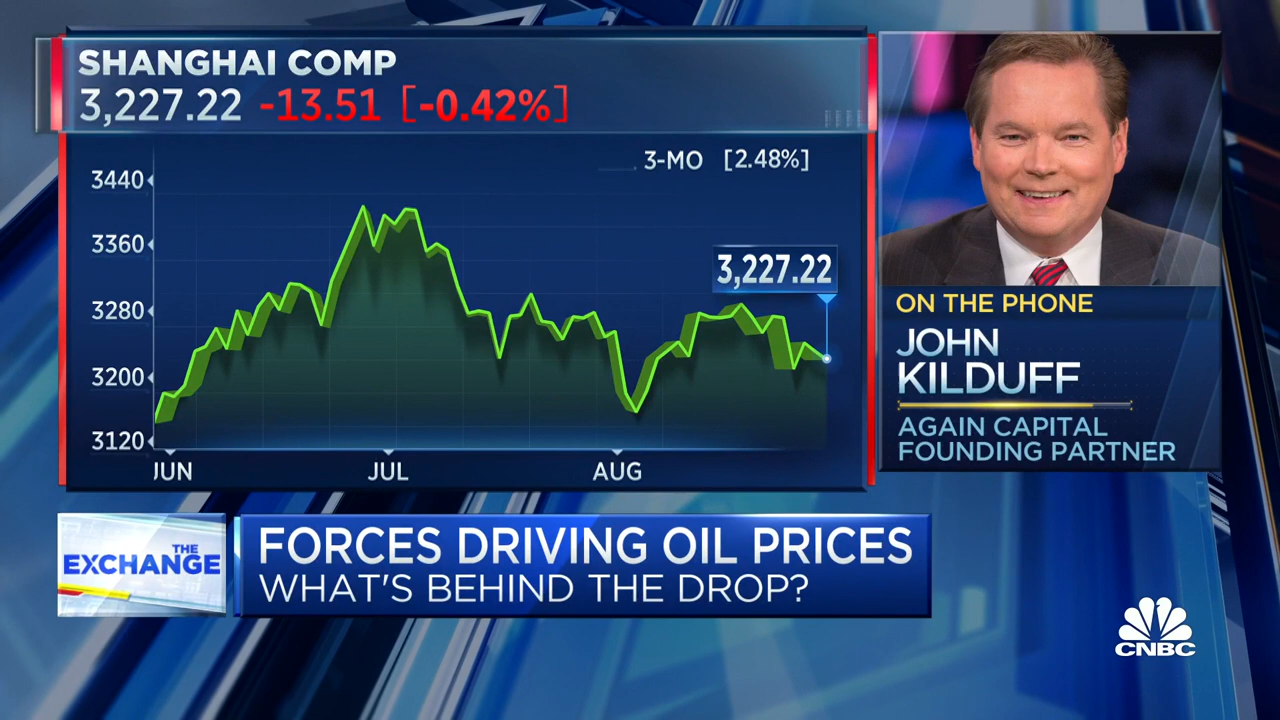 SHANGHAI COMP
3,227.22 -13.51 [-0.42%]
3-MO [2.48%]
3440
3360
3280
3200
3120
3,227.22
JUN
JUL
AUG
ON THE PHONE
JOHN
KILDUFF
AGAIN CAPITAL
FOUNDING PARTNER
THE
EXCHANGE
FORCES DRIVING OIL PRICES
WHAT'S BEHIND THE DROP?
CNBC